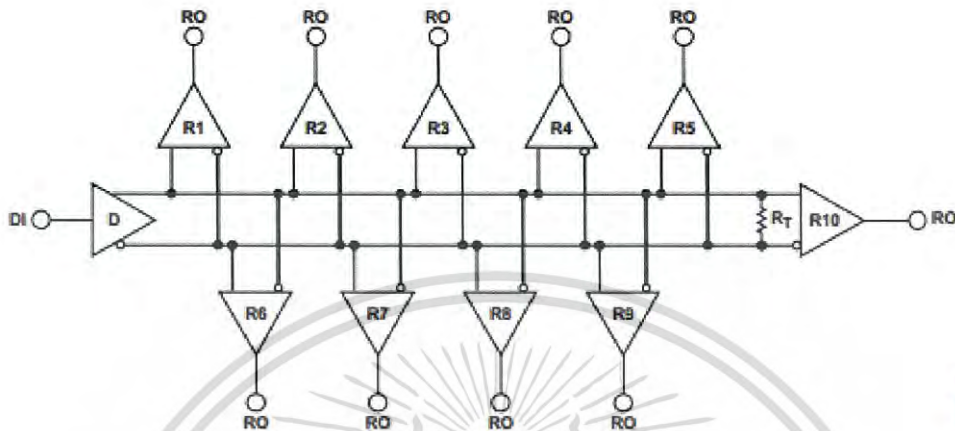 RO RO RO RO RO
R1 R2 R3 R4 R5
DI D R_T R10 RO
R6 R7 R8 R9
RO RO RO RO